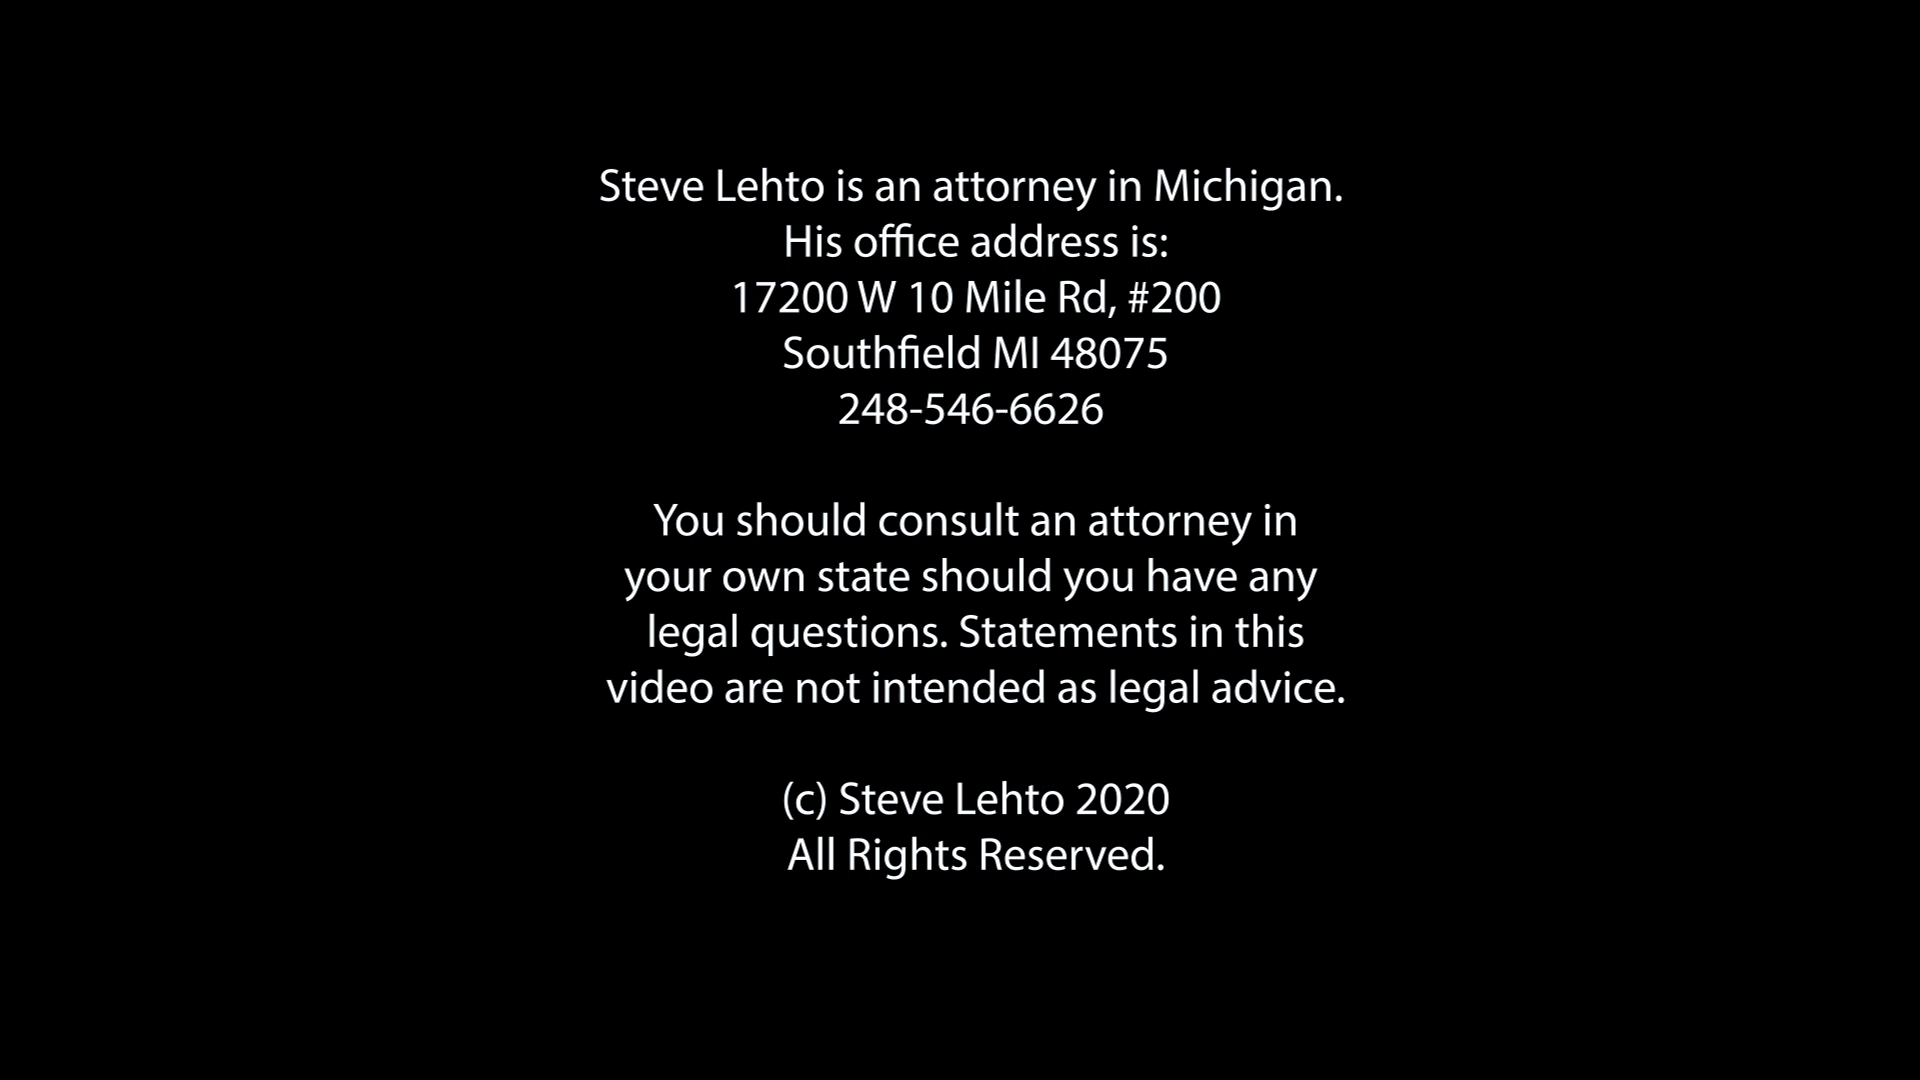 Steve Lehto is an attorney in Michigan.
His office address is:
17200 W 10 Mile Rd, #200
Southfield MI 48075
248-546-6626
You should consult an attorney in
your own state should you have any
legal questions. Statements in this
video are not intended as legal advice.
(c) Steve Lehto 2020
All Rights Reserved.